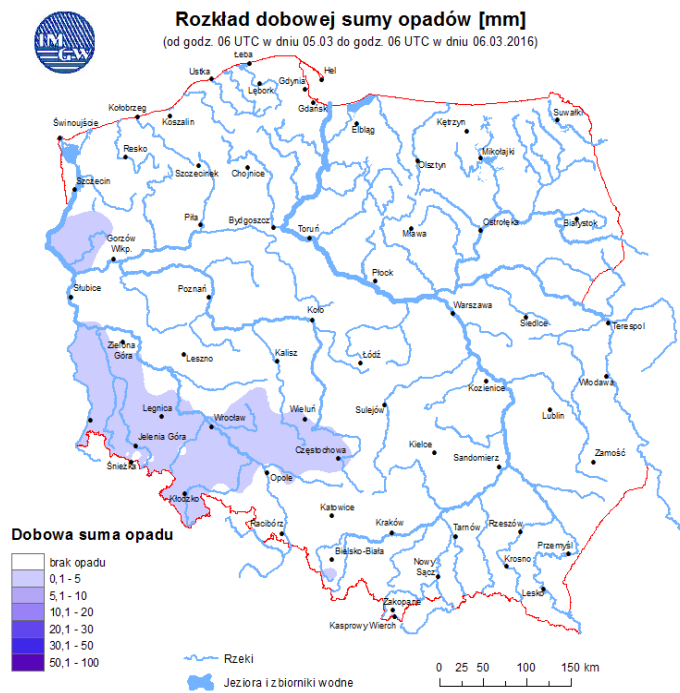 Rozkład dobowej sumy opadów [mm]
(od godz. 06 UTC w dniu 05.03 do godz. 06 UTC w dniu 06.03.2016)
IM
GW
Łeba
Ustka
Hel
Gdynia
Lębork
Kołobrzeg
Gdańsk
Koszalin
Suwałki
Świnoujście
Elbląg
Kętrzyn
Resko
Mikołajki
Olsztyn
Szczecinek
Chojnice
Szczecin
Piła
Bydgoszcz
Toruń
Mława
Ostrołęka
Białystok
Gorzów
Wlkp.
Płock
Słubice
Poznań
Koło
Warszawa
Siedlce
Terespol
Zielona
Góra
Leszno
Kalisz
Łódź
Kozienice
Włodawa
Legnica
Wrocław
Wieluń
Sulejów
Lublin
Jelenia Góra
Częstochowa
Kielce
Sandomierz
Zamość
Śnieżka
Opole
Kłodzko
Katowice
Racibórz
Kraków
Tarnów
Rzeszów
Bielsko-Biała
Przemyśl
Nowy
Sącz
Krosno
Lesko
Zakopane
Kasprowy Wierch
Dobowa suma opadu
brak opadu
0,1 - 5
5,1 - 10
10,1 - 20
20,1 - 30
30,1 - 50
50,1 - 100
Rzeki
Jeziora i zbiorniki wodne
0 25 50 100 150 km